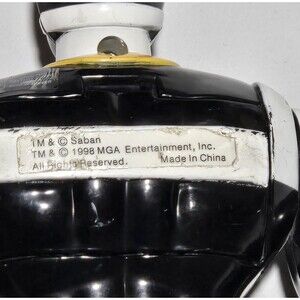 TM & © Saban
TM & © 1998 MGA Entertainment, Inc.
All Rights Reserved. Made In China